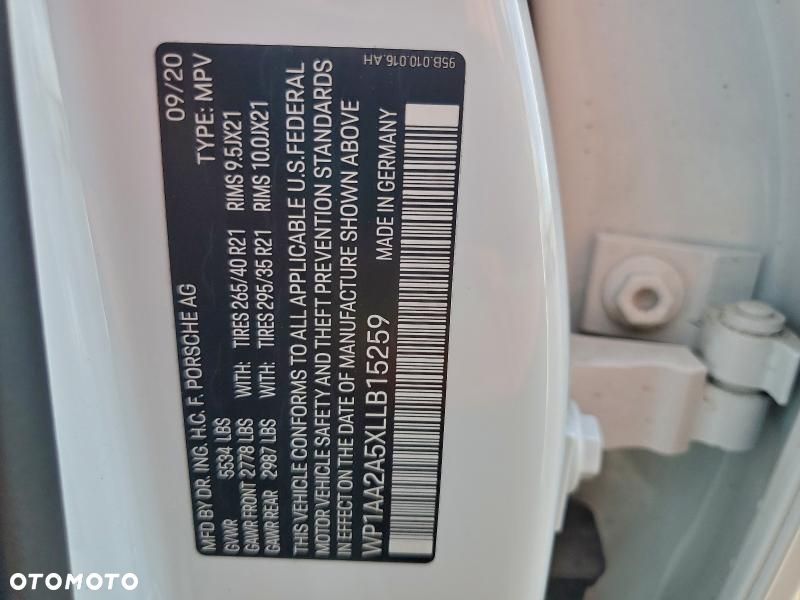 MFD BY DR. ING. H.C. F. PORSCHE AG 09/20
GVWR 5534 LBS TYPE: MPV
GAWR FRONT 2778 LBS WITH: TIRES 265/40 R21 RIMS 9.5JX21
GAWR REAR 2987 LBS WITH: TIRES 295/35 R21 RIMS 10.0JX21
THIS VEHICLE CONFORMS TO ALL APPLICABLE U.S.FEDERAL
MOTOR VEHICLE SAFETY AND THEFT PREVENTION STANDARDS
IN EFFECT ON THE DATE OF MANUFACTURE SHOWN ABOVE
WP1AA2A5XLLB15259 MADE IN GERMANY
95B.010.016.AH
OTOMOTO